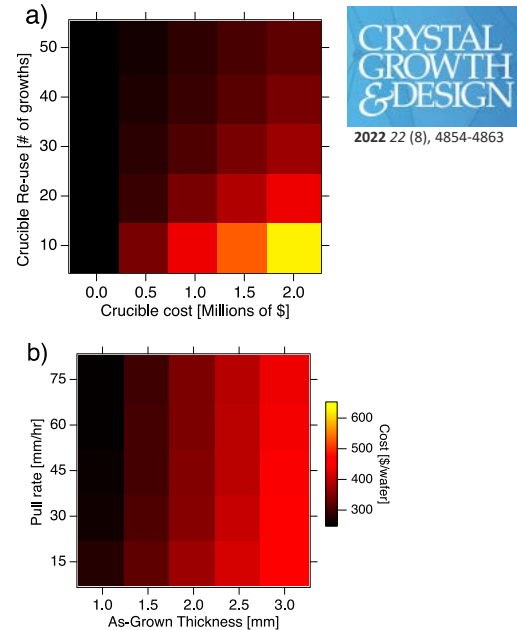 a)
CRYSTAL
GROWTH
&DESIGN
2022 22 (8), 4854-4863
Crucible Re-use [# of growths]
50
40
30
20
10
0.0 0.5 1.0 1.5 2.0
Crucible cost [Millions of $]
b)
Pull rate [mm/hr]
75
60
45
30
15
1.0 1.5 2.0 2.5 3.0
As-Grown Thickness [mm]
600
500
400
300
Cost [$/wafer]